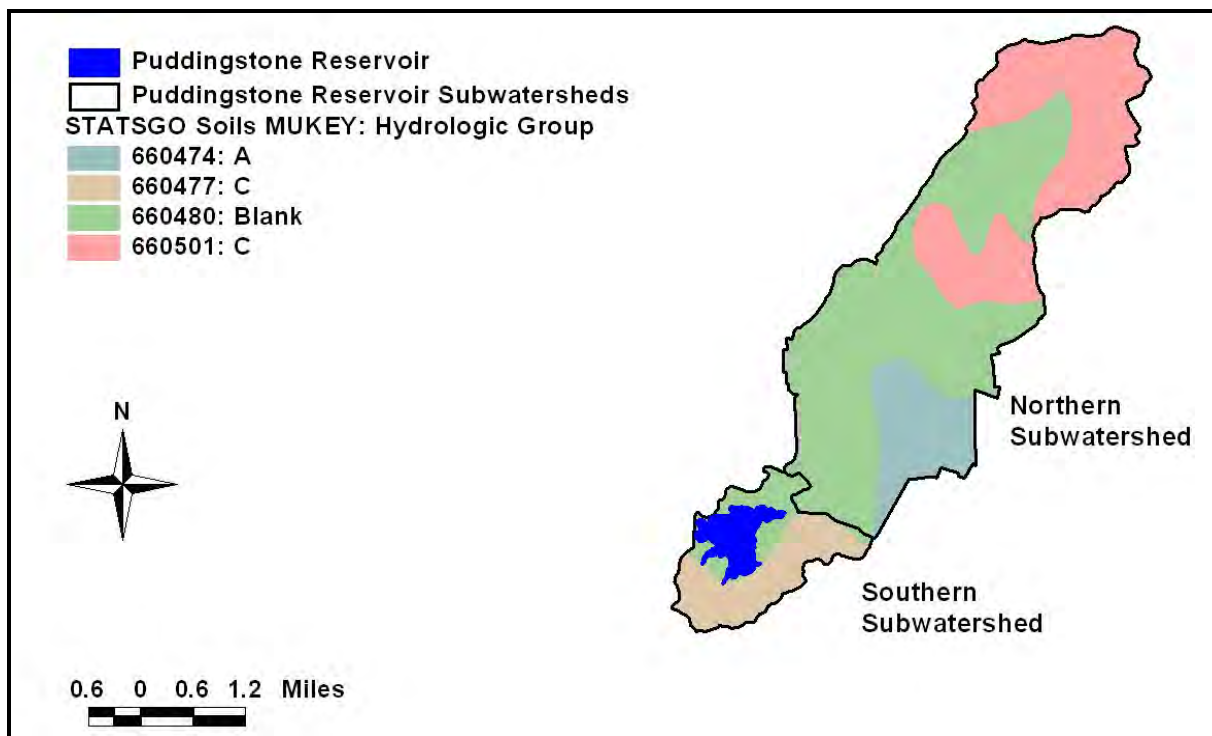 Puddingstone Reservoir
Puddingstone Reservoir Subwatersheds
STATSGO Soils MUKEY: Hydrologic Group
660474: A
660477: C
660480: Blank
660501: C
N
Northern
Subwatershed
Southern
Subwatershed
0.6 0 0.6 1.2 Miles